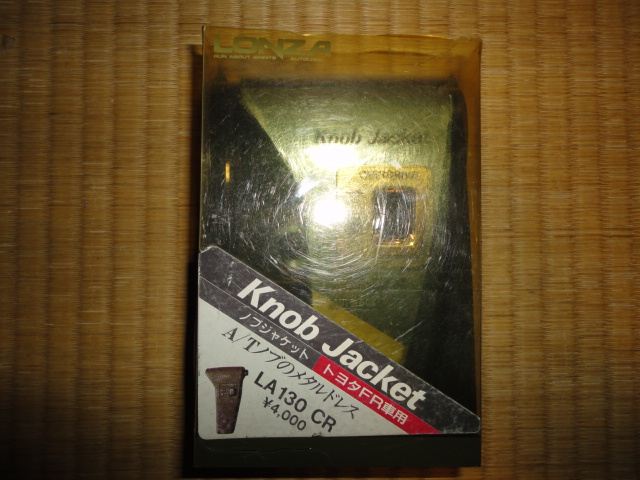 LONZA
Knob Jacket
OVERDRIVE
Knob Jacket
ノブジャケット トヨタFR車用
A/Tノブのメタルドレス
LA130 CR
¥4,000